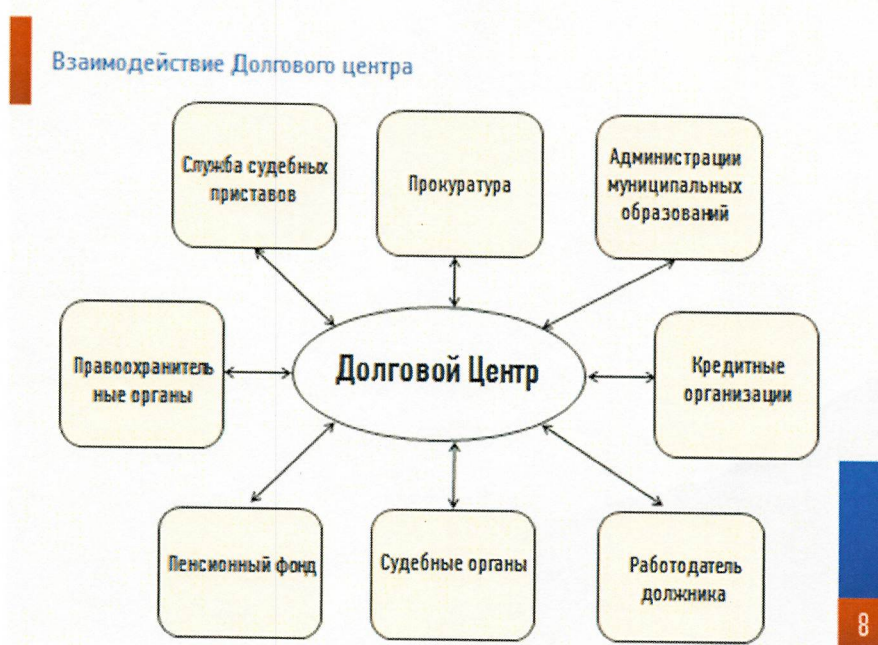 Взаимодействие Долгового центра
Служба судебных
приставов
Прокуратура
Администрации
муниципальных
образований
Правоохранитель
ные органы
Долговой Центр
Кредитные
организации
Пенсионный фонд
Судебные органы
Работодатель
должника
8